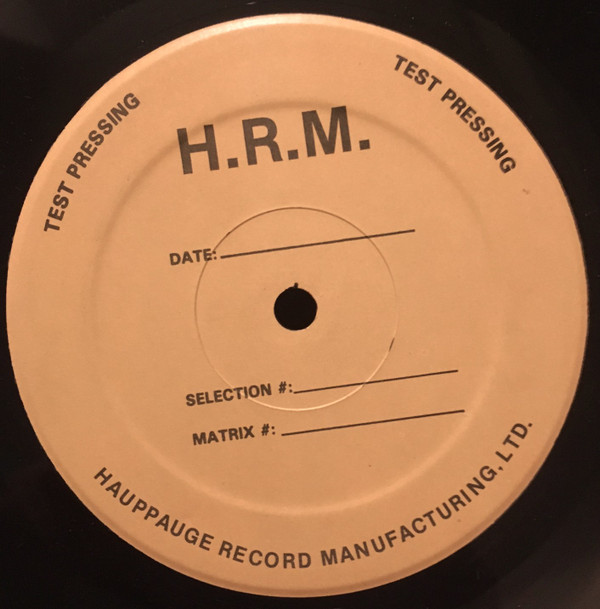 TEST PRESSING
TEST PRESSING
H.R.M.
DATE:
SELECTION #:
MATRIX #:
HAUPPAUGE RECORD MANUFACTURING, LTD.